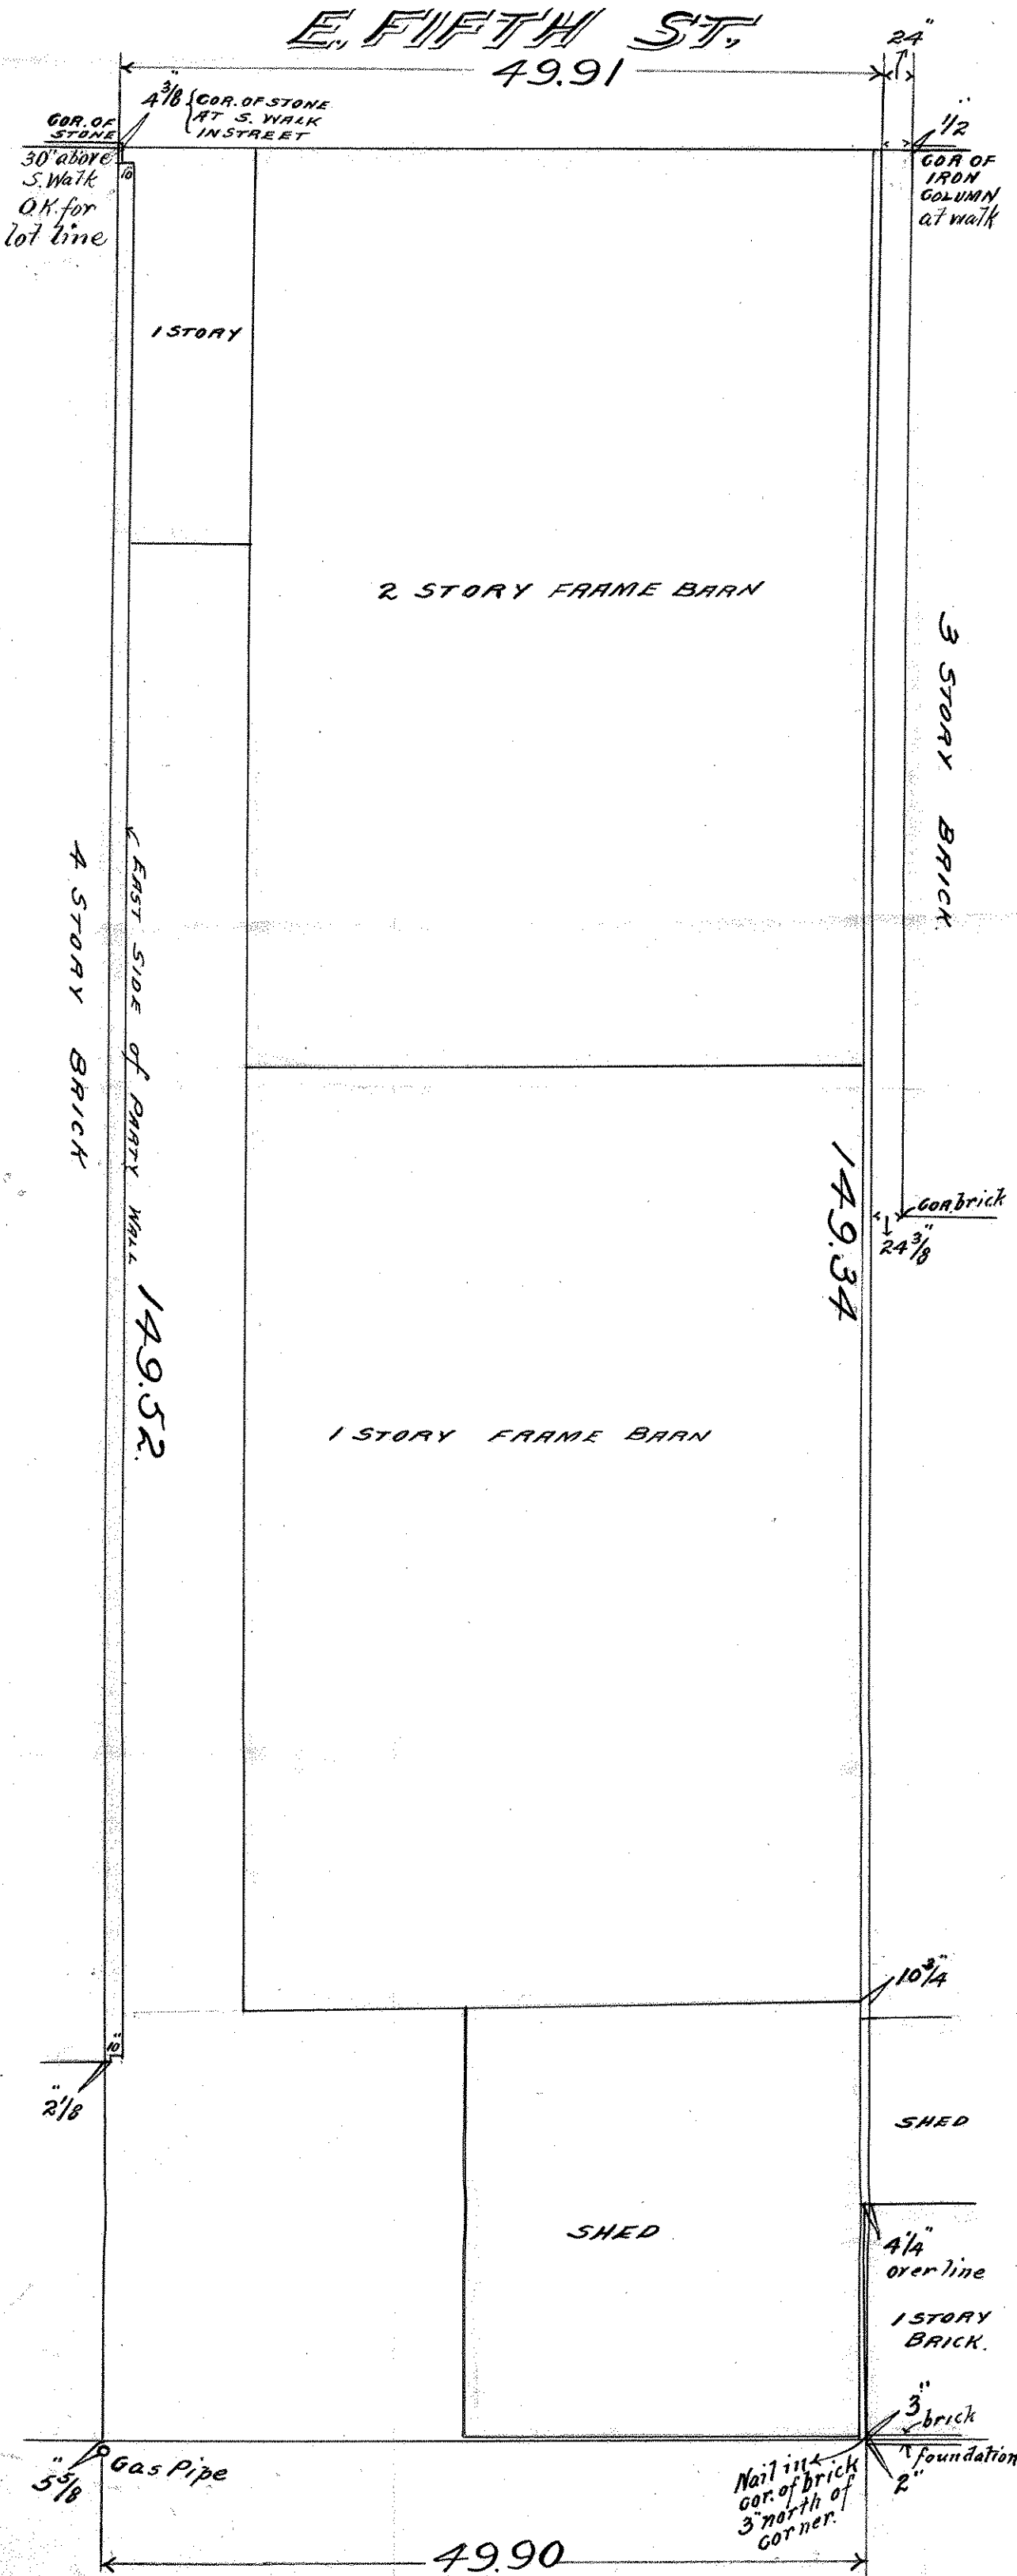 E. FIFTH ST.
24"
49.91
4 3/8"
COR. OF STONE
AT S. WALK
IN STREET
COR. OF
STONE
30" above
S. Walk
O.K. for
lot line
10
1/2"
COR OF
IRON
COLUMN
at walk
1 STORY
2 STORY FRAME BARN
3 STORY BRICK
4 STORY BRICK
EAST SIDE of PARTY WALL 149.52
149.34
Cor. brick
24 3/8"
1 STORY FRAME BARN
10 3/4"
10"
2 1/8"
SHED
SHED
4 1/4"
over line
1 STORY
BRICK.
3"
brick
foundation
2"
Gas Pipe
5 5/8"
Nail in
cor. of brick
3" north of
corner.
49.90